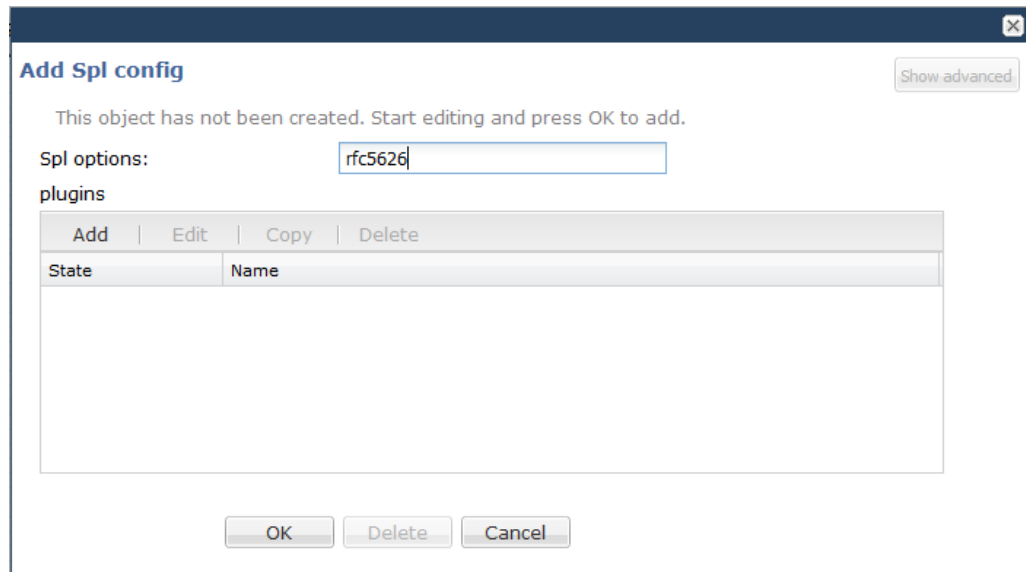 Add Spl config
Show advanced
This object has not been created. Start editing and press OK to add.
Spl options: rfc5626
plugins
Add Edit Copy Delete
State Name
OK Delete Cancel